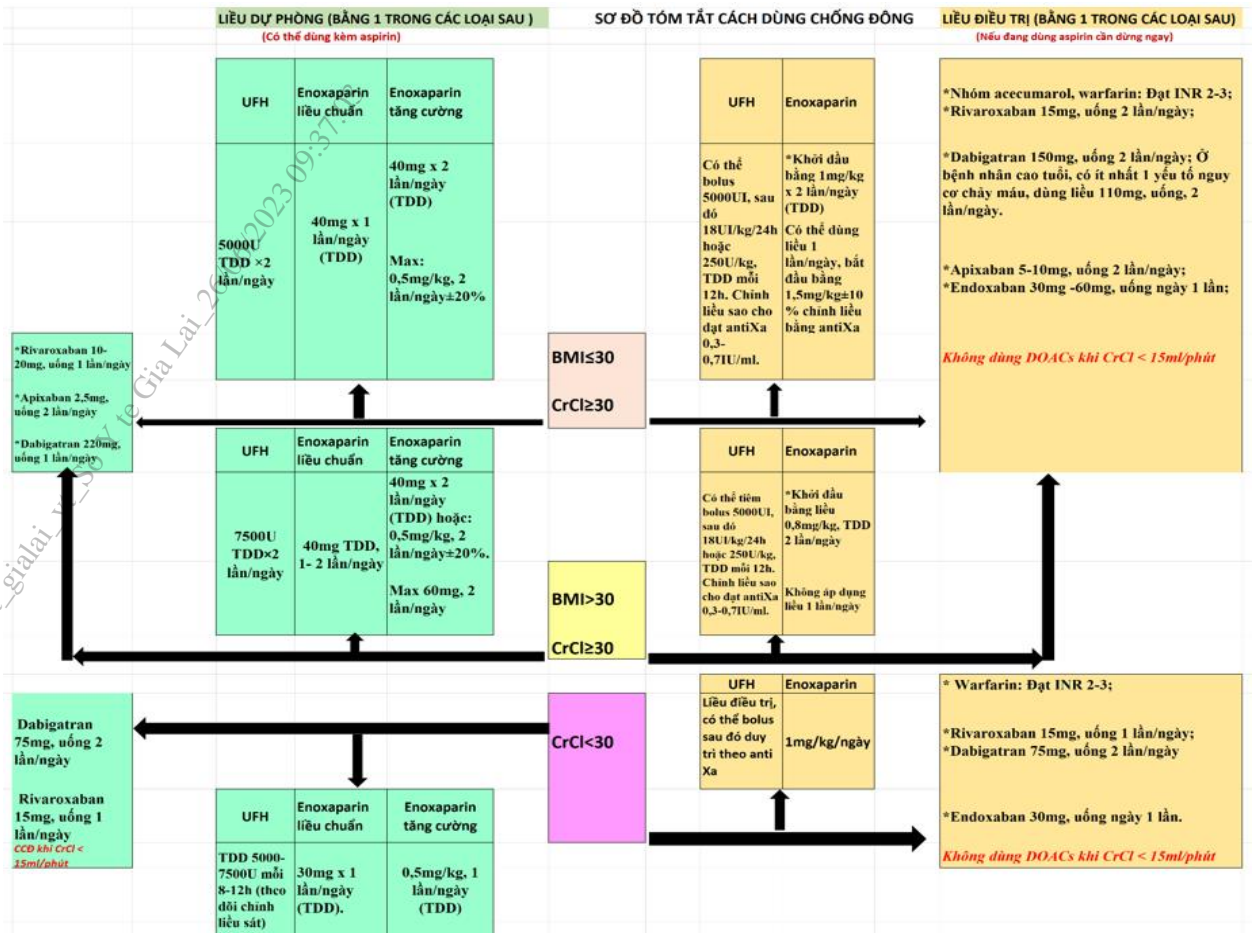 LIỀU DỰ PHÒNG (BẰNG 1 TRONG CÁC LOẠI SAU )
(Có thể dùng kèm aspirin)
SƠ ĐỒ TÓM TẮT CÁCH DÙNG CHỐNG ĐÔNG
LIỀU ĐIỀU TRỊ (BẰNG 1 TRONG CÁC LOẠI SAU)
(Nếu đang dùng aspirin cần dừng ngay)
UFH
Enoxaparin
liều chuẩn
Enoxaparin
tăng cường
5000U
TDD ×2
lần/ngày
40mg x 1
lần/ngày
(TDD)
40mg x 2
lần/ngày
(TDD)
Max:
0,5mg/kg, 2
lần/ngày±20%
UFH
Enoxaparin
Có thể
bolus
5000UI, sau
đó
18UI/kg/24h
hoặc
250U/kg,
TDD mỗi
12h. Chỉnh
liều sao cho
đạt antiXa
0,3-
0,7IU/ml.
*Khởi đầu
bằng 1mg/kg
x 2 lần/ngày
(TDD)
Có thể dùng
liều 1
lần/ngày, bắt
đầu bằng
1,5mg/kg±10
% chỉnh liều
bằng antiXa
*Nhóm acecumarol, warfarin: Đạt INR 2-3;
*Rivaroxaban 15mg, uống 2 lần/ngày;
*Dabigatran 150mg, uống 2 lần/ngày; Ở
bệnh nhân cao tuổi, có ít nhất 1 yếu tố nguy
cơ chảy máu, dùng liều 110mg, uống, 2
lần/ngày.
*Apixaban 5-10mg, uống 2 lần/ngày;
*Endoxaban 30mg -60mg, uống ngày 1 lần;
Không dùng DOACs khi CrCl < 15ml/phút
*Rivaroxaban 10-
20mg, uống 1 lần/ngày
*Apixaban 2,5mg,
uống 2 lần/ngày
*Dabigatran 220mg,
uống 1 lần/ngày
BMI≤30
CrCl≥30
UFH
Enoxaparin
liều chuẩn
Enoxaparin
tăng cường
7500U
TDD×2
lần/ngày
40mg TDD,
1- 2 lần/ngày
40mg x 2
lần/ngày
(TDD) hoặc:
0,5mg/kg, 2
lần/ngày±20%.
Max 60mg, 2
lần/ngày
BMI>30
CrCl≥30
UFH
Enoxaparin
Có thể tiêm
bolus 5000UI,
sau đó
18UI/kg/24h
hoặc 250U/kg,
TDD mỗi 12h.
Chỉnh liều sao
cho đạt antiXa
0,3-0,7IU/ml.
*Khởi đầu
bằng liều
0,8mg/kg, TDD
2 lần/ngày
Không áp dụng
liều 1 lần/ngày
Dabigatran
75mg, uống 2
lần/ngày
Rivaroxaban
15mg, uống 1
lần/ngày
CCĐ khi CrCl <
15ml/phút
CrCl<30
UFH
Enoxaparin
liều chuẩn
Enoxaparin
tăng cường
TDD 5000-
7500U mỗi
8-12h (theo
dõi chỉnh
liều sát)
30mg x 1
lần/ngày
(TDD).
0,5mg/kg, 1
lần/ngày
(TDD)
UFH
Enoxaparin
Liều điều trị,
có thể bolus
sau đó duy
trì theo anti
Xa
1mg/kg/ngày
* Warfarin: Đạt INR 2-3;
*Rivaroxaban 15mg, uống 1 lần/ngày;
*Dabigatran 75mg, uống 2 lần/ngày
*Endoxaban 30mg, uống ngày 1 lần.
Không dùng DOACs khi CrCl < 15ml/phút